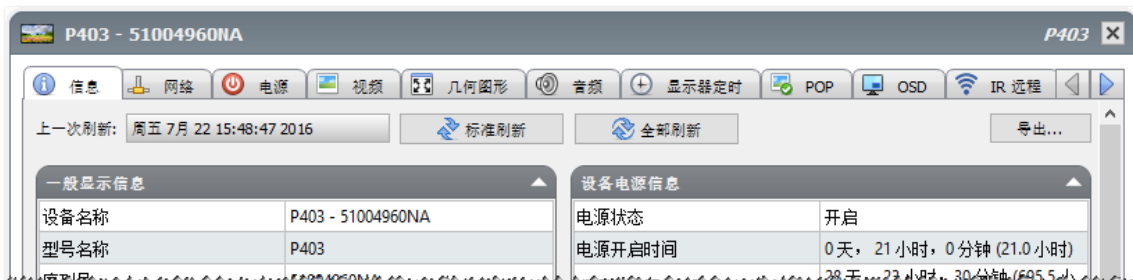 P403 - 51004960NA P403
信息 网络 电源 视频 几何图形 音频 显示器定时 POP OSD IR 远程
上一次刷新: 周五 7月 22 15:48:47 2016 标准刷新 全部刷新 导出...
一般显示信息 设备电源信息
设备名称 P403 - 51004960NA 电源状态 开启
型号名称 P403 电源开启时间 0 天， 21 小时，0 分钟 (21.0 小时)